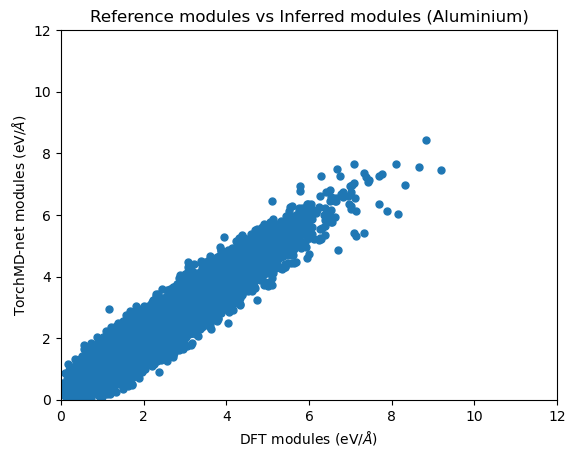 Reference modules vs Inferred modules (Aluminium)
12
10
8
6
4
2
0
TorchMD-net modules (eV/Å)
0 2 4 6 8 10 12
DFT modules (eV/Å)